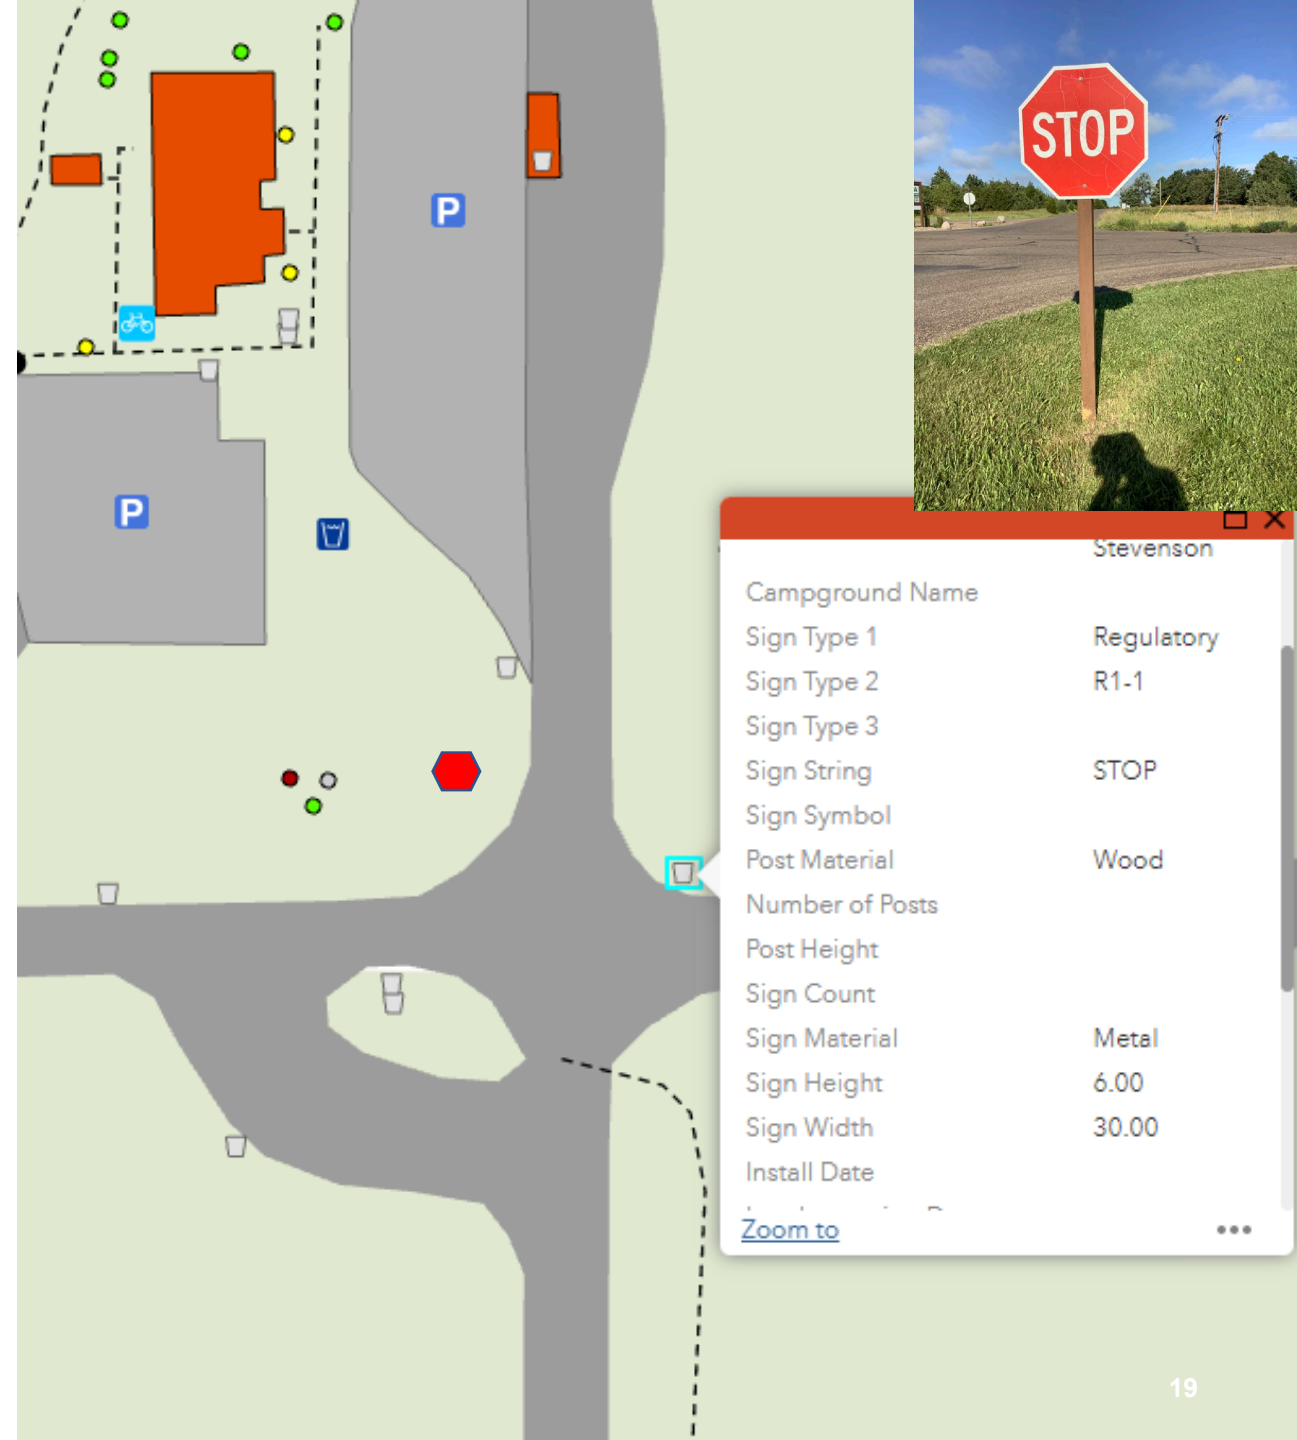 STOP
P
P
Stevenson
Campground Name
Sign Type 1 Regulatory
Sign Type 2 R1-1
Sign Type 3
Sign String STOP
Sign Symbol
Post Material Wood
Number of Posts
Post Height
Sign Count
Sign Material Metal
Sign Height 6.00
Sign Width 30.00
Install Date
Zoom to
19